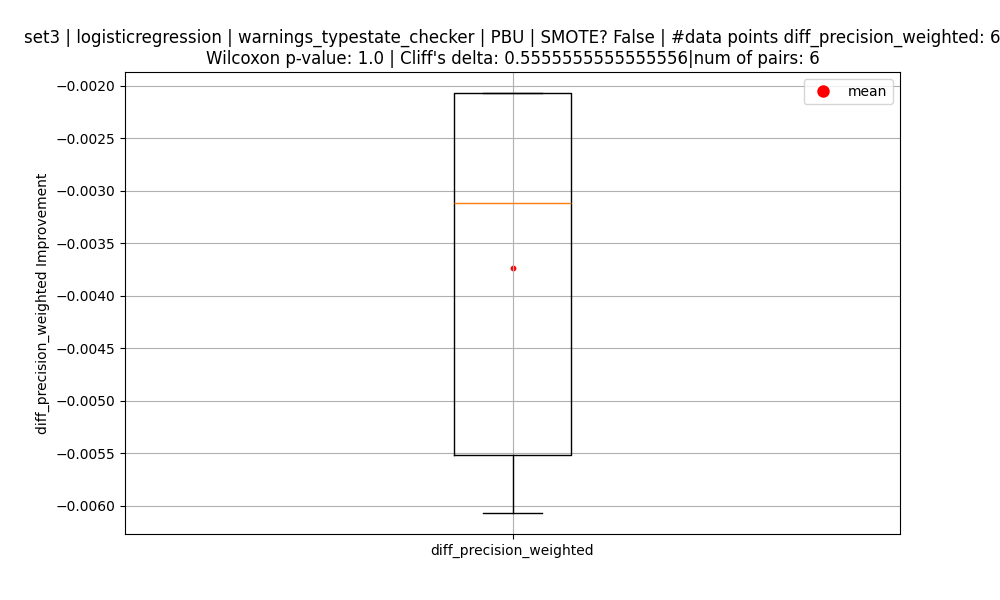 set3 | logisticregression | warnings_typestate_checker | PBU | SMOTE? False | #data points diff_precision_weighted: 6
Wilcoxon p-value: 1.0 | Cliff's delta: 0.5555555555555556|num of pairs: 6
mean
−0.0020
−0.0025
−0.0030
−0.0035
−0.0040
−0.0045
−0.0050
−0.0055
−0.0060
diff_precision_weighted Improvement
diff_precision_weighted